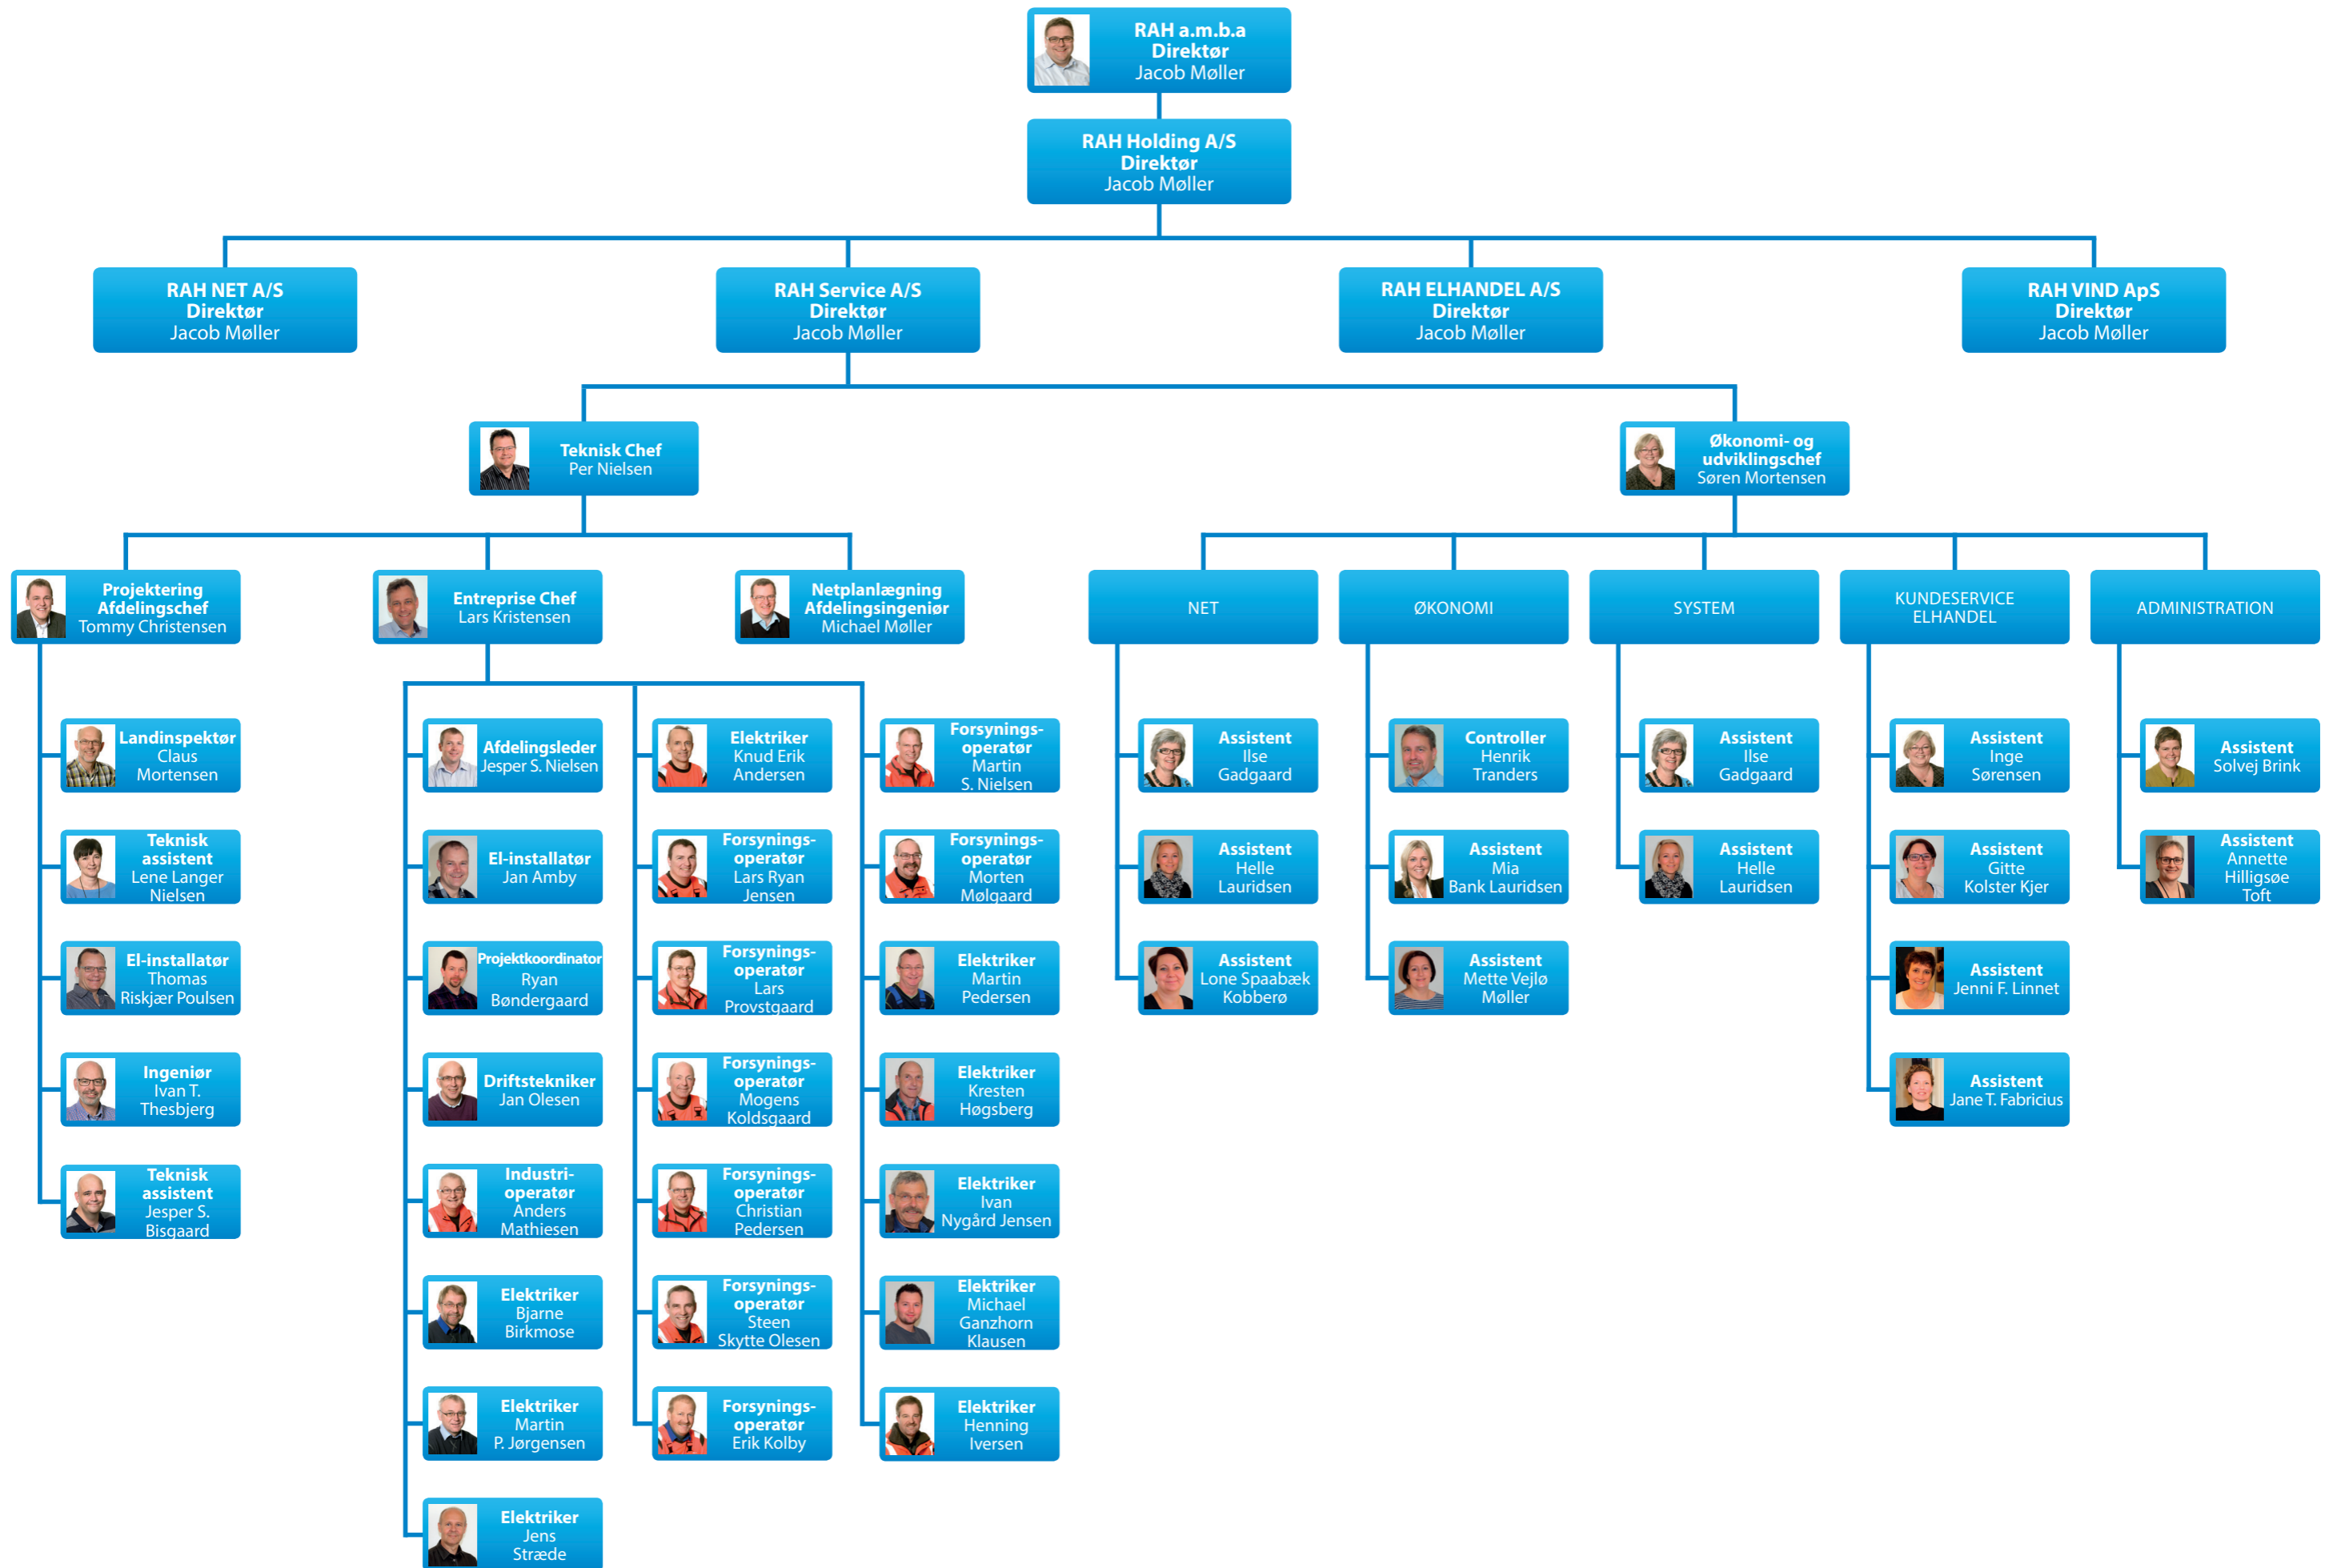 RAH a.m.b.a
Direktør
Jacob Møller
RAH Holding A/S
Direktør
Jacob Møller
RAH NET A/S
Direktør
Jacob Møller
RAH Service A/S
Direktør
Jacob Møller
RAH ELHANDEL A/S
Direktør
Jacob Møller
RAH VIND ApS
Direktør
Jacob Møller
Teknisk Chef
Per Nielsen
Økonomi- og
udviklingschef
Søren Mortensen
Projektering
Afdelingschef
Tommy Christensen
Entreprise Chef
Lars Kristensen
Netplanlægning
Afdelingsingeniør
Michael Møller
NET
ØKONOMI
SYSTEM
KUNDESERVICE
ELHANDEL
ADMINISTRATION
Landinspektør
Claus
Mortensen
Teknisk
assistent
Lene Langer
Nielsen
El-installatør
Thomas
Riskjær Poulsen
Ingeniør
Ivan T.
Thesbjerg
Teknisk
assistent
Jesper S.
Bisgaard
Afdelingsleder
Jesper S. Nielsen
El-installatør
Jan Amby
Projektkoordinator
Ryan
Bøndergaard
Driftstekniker
Jan Olesen
Industri-
operatør
Anders
Mathiesen
Elektriker
Bjarne
Birkmose
Elektriker
Martin
P. Jørgensen
Elektriker
Jens
Stræde
Elektriker
Knud Erik
Andersen
Forsynings-
operatør
Lars Ryan
Jensen
Forsynings-
operatør
Lars
Provstgaard
Forsynings-
operatør
Mogens
Koldsgaard
Forsynings-
operatør
Christian
Pedersen
Forsynings-
operatør
Steen
Skytte Olesen
Forsynings-
operatør
Erik Kolby
Forsynings-
operatør
Martin
S. Nielsen
Forsynings-
operatør
Morten
Mølgaard
Elektriker
Martin
Pedersen
Elektriker
Kresten
Høgsberg
Elektriker
Ivan
Nygård Jensen
Elektriker
Michael
Ganzhorn
Klausen
Elektriker
Henning
Iversen
Assistent
Ilse
Gadgaard
Assistent
Helle
Lauridsen
Assistent
Lone Spaabæk
Kobberø
Controller
Henrik
Tranders
Assistent
Mia
Bank Lauridsen
Assistent
Mette Vejlø
Møller
Assistent
Ilse
Gadgaard
Assistent
Helle
Lauridsen
Assistent
Inge
Sørensen
Assistent
Gitte
Kolster Kjer
Assistent
Jenni F. Linnet
Assistent
Jane T. Fabricius
Assistent
Solvej Brink
Assistent
Annette
Hilligsøe
Toft